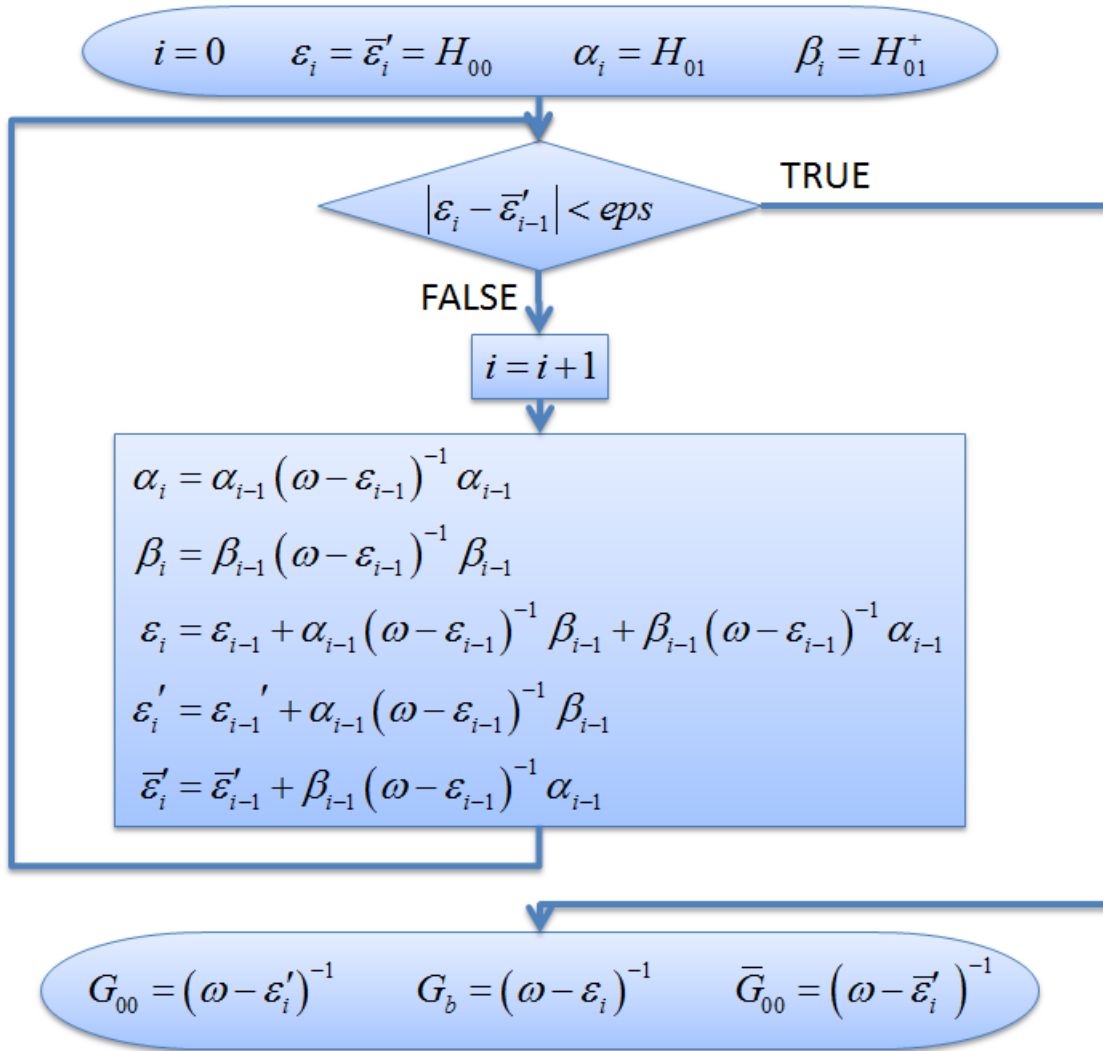 i = 0 ε_i = ε̅′_i = H_00 α_i = H_01 β_i = H_01^+
|ε_i − ε̅′_{i−1}| < eps
TRUE
FALSE
i = i + 1
α_i = α_{i−1} (ω − ε_{i−1})^{−1} α_{i−1}
β_i = β_{i−1} (ω − ε_{i−1})^{−1} β_{i−1}
ε_i = ε_{i−1} + α_{i−1} (ω − ε_{i−1})^{−1} β_{i−1} + β_{i−1} (ω − ε_{i−1})^{−1} α_{i−1}
ε_i′ = ε_{i−1}′ + α_{i−1} (ω − ε_{i−1})^{−1} β_{i−1}
ε̅′_i = ε̅′_{i−1} + β_{i−1} (ω − ε_{i−1})^{−1} α_{i−1}
G_00 = (ω − ε′_i)^{−1} G_b = (ω − ε_i)^{−1} G̅_00 = (ω − ε̅′_i)^{−1}